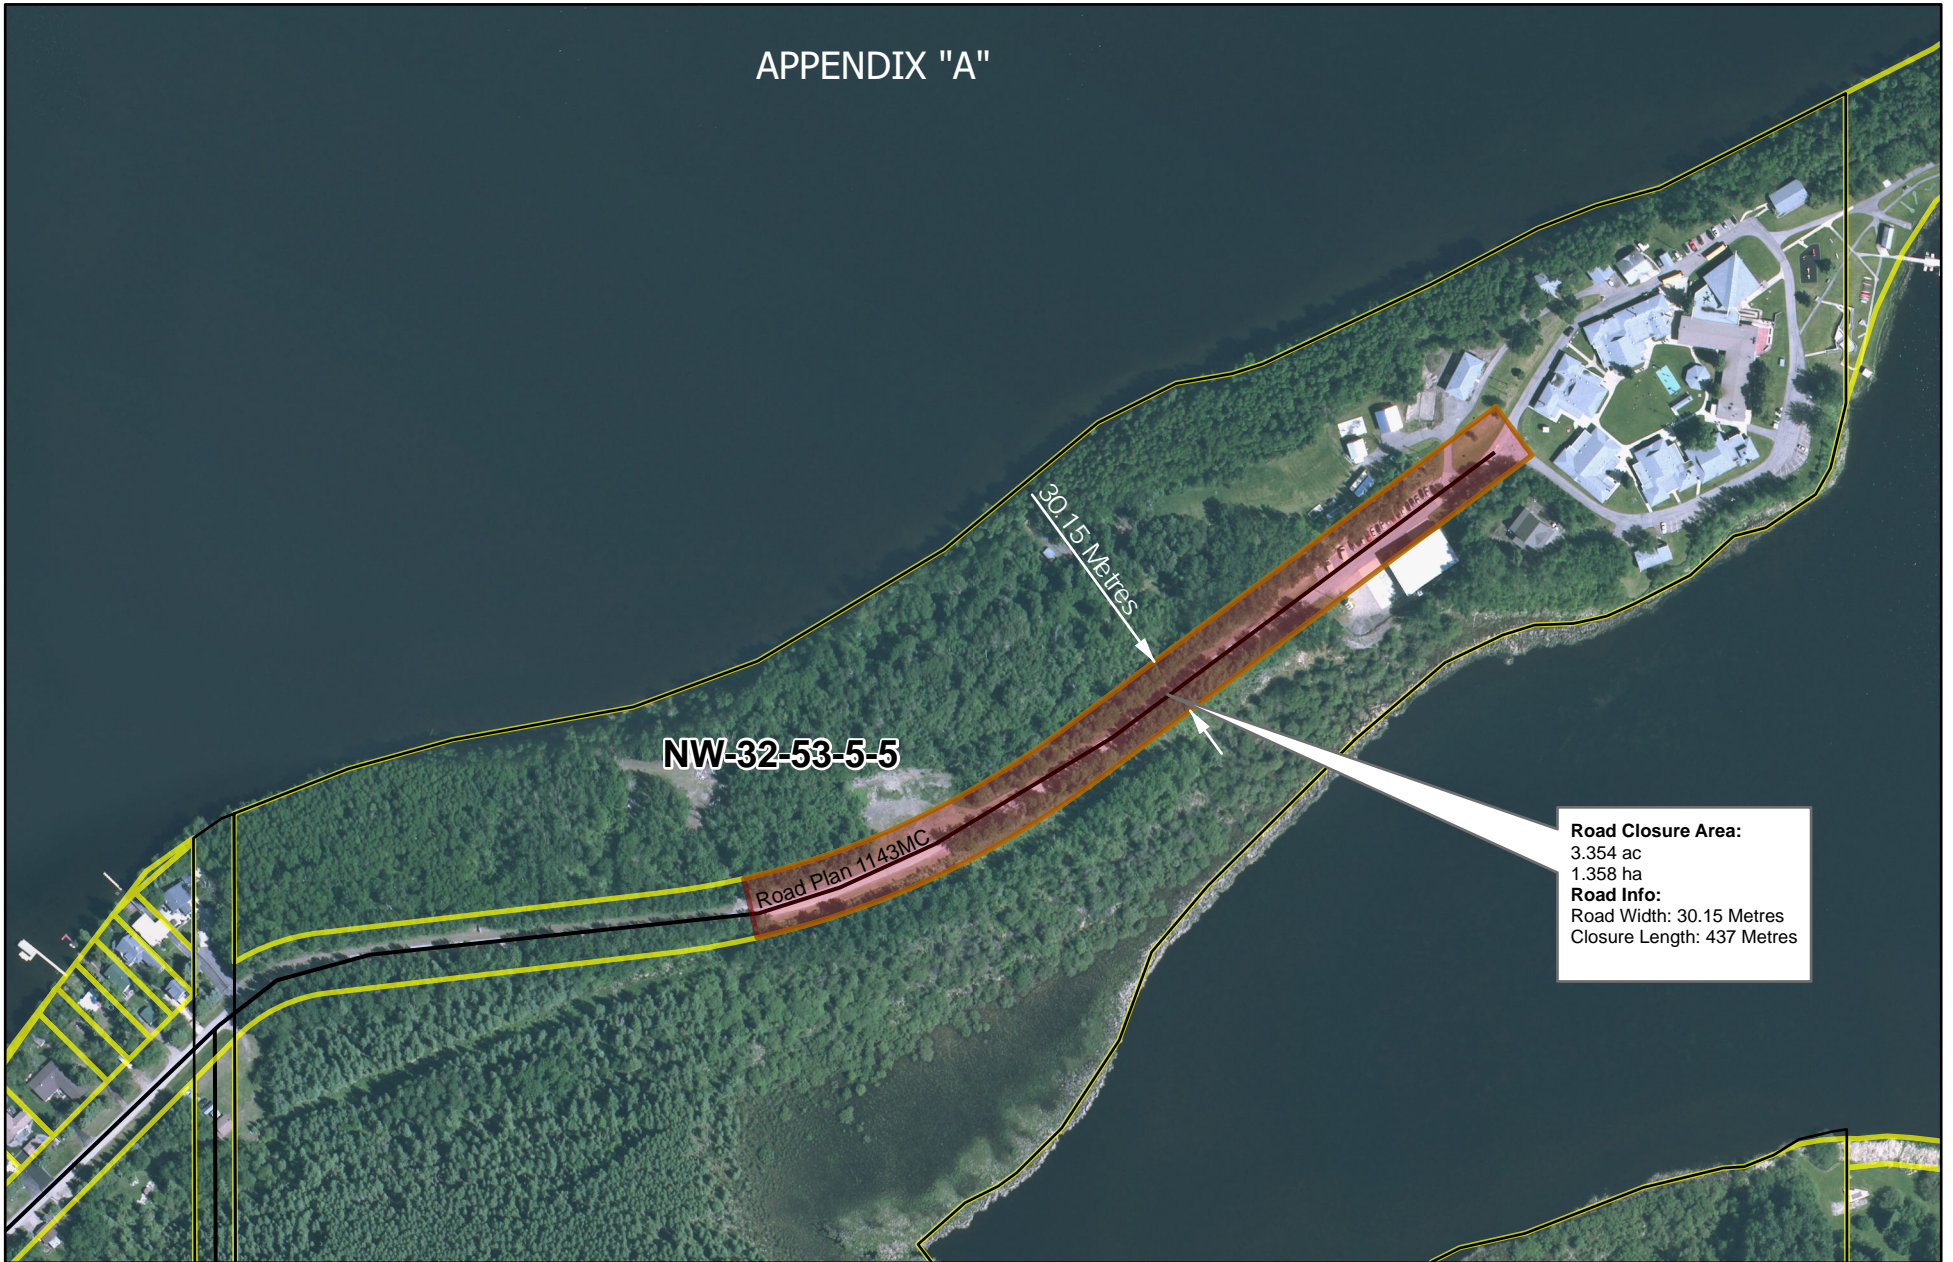 APPENDIX "A"
30.15 Metres
NW-32-53-5-5
Road Plan 1143MC
Road Closure Area:
3.354 ac
1.358 ha
Road Info:
Road Width: 30.15 Metres
Closure Length: 437 Metres